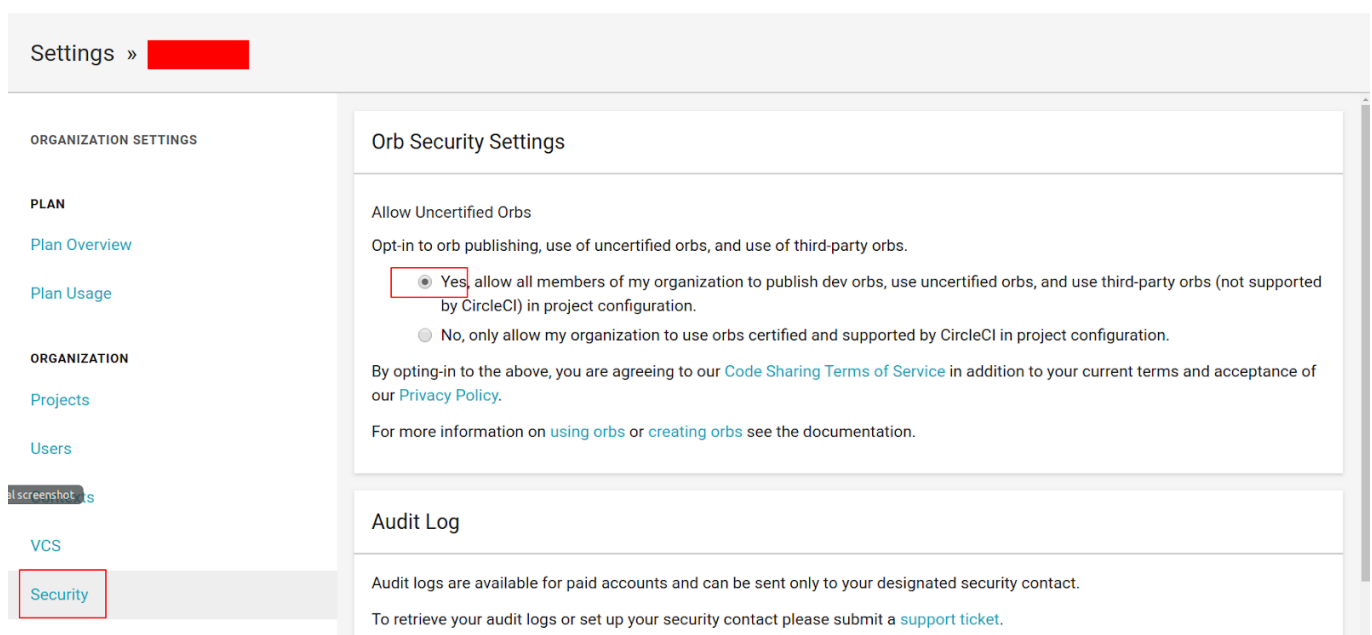 Settings »
ORGANIZATION SETTINGS
PLAN
Plan Overview
Plan Usage
ORGANIZATION
Projects
Users
al screenshot
VCS
Security
Orb Security Settings
Allow Uncertified Orbs
Opt-in to orb publishing, use of uncertified orbs, and use of third-party orbs.
Yes, allow all members of my organization to publish dev orbs, use uncertified orbs, and use third-party orbs (not supported
by CircleCI) in project configuration.
No, only allow my organization to use orbs certified and supported by CircleCI in project configuration.
By opting-in to the above, you are agreeing to our Code Sharing Terms of Service in addition to your current terms and acceptance of
our Privacy Policy.
For more information on using orbs or creating orbs see the documentation.
Audit Log
Audit logs are available for paid accounts and can be sent only to your designated security contact.
To retrieve your audit logs or set up your security contact please submit a support ticket.